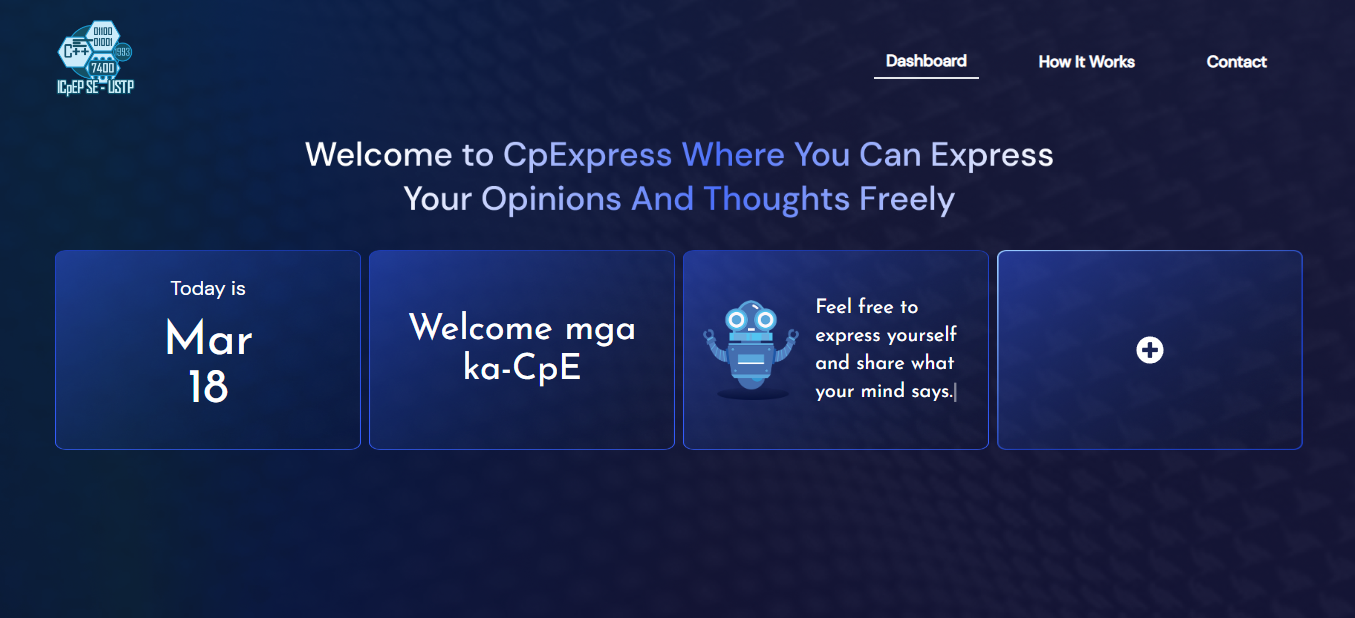 C++
01100
01001
1993
7400
ICpEP SE - USTP
Dashboard
How It Works
Contact
Welcome to CpExpress Where You Can Express
Your Opinions And Thoughts Freely
Today is
Mar
18
Welcome mga
ka-CpE
Feel free to
express yourself
and share what
your mind says.|